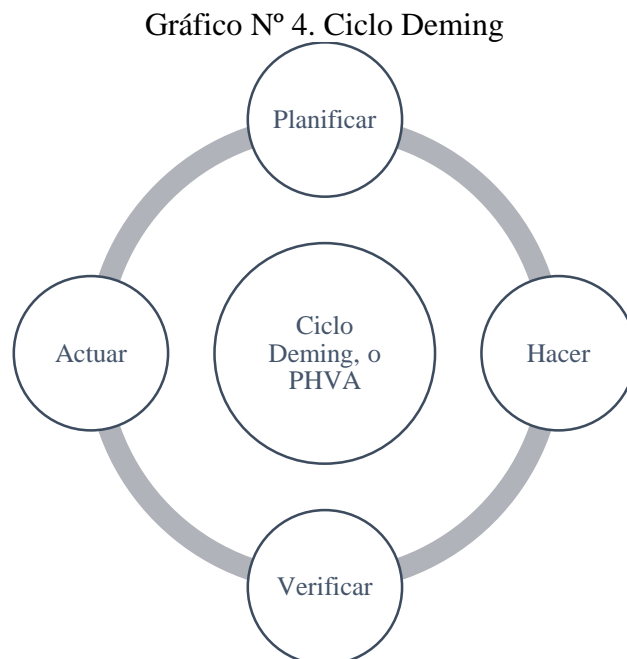 Gráfico Nº 4. Ciclo Deming
Planificar
Actuar
Ciclo
Deming, o
PHVA
Hacer
Verificar